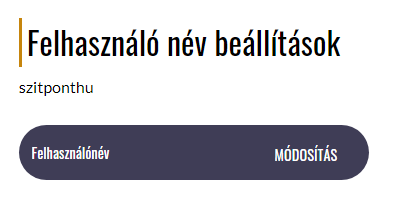 Felhasználó név beállítások
szitponthu
Felhasználónév MÓDOSÍTÁS